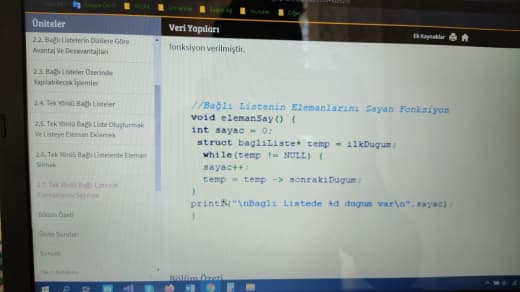 Üniteler
2.2. Bağlı Listelerin Dizilere Göre
Avantaj Ve Dezavantajları
2.3. Bağlı Listeler Üzerinde
Yapılabilecek İşlemler
2.4. Tek Yönlü Bağlı Listeler
2.5. Tek Yönlü Bağlı Liste Oluşturmak
Ve Listeye Eleman Eklemek
2.6. Tek Yönlü Bağlı Listelerde Eleman
Silmek
2.7. Tek Yönlü Bağlı Listenin
Elemanlarını Saymak
Bölüm Özeti
Ünite Soruları
Veri Yapıları
Ek Kaynaklar
fonksiyon verilmiştir.
//Bağlı Listenin Elemanlarını Sayan Fonksiyon
void elemanSay() {
int sayac = 0;
struct bagliListe* temp = ilkDugum;
while(temp != NULL) {
sayac++;
temp = temp -> sonrakiDugum;
}
printf("\nBagli Listede %d dugum var\n",sayac);
}
Bölüm Özeti